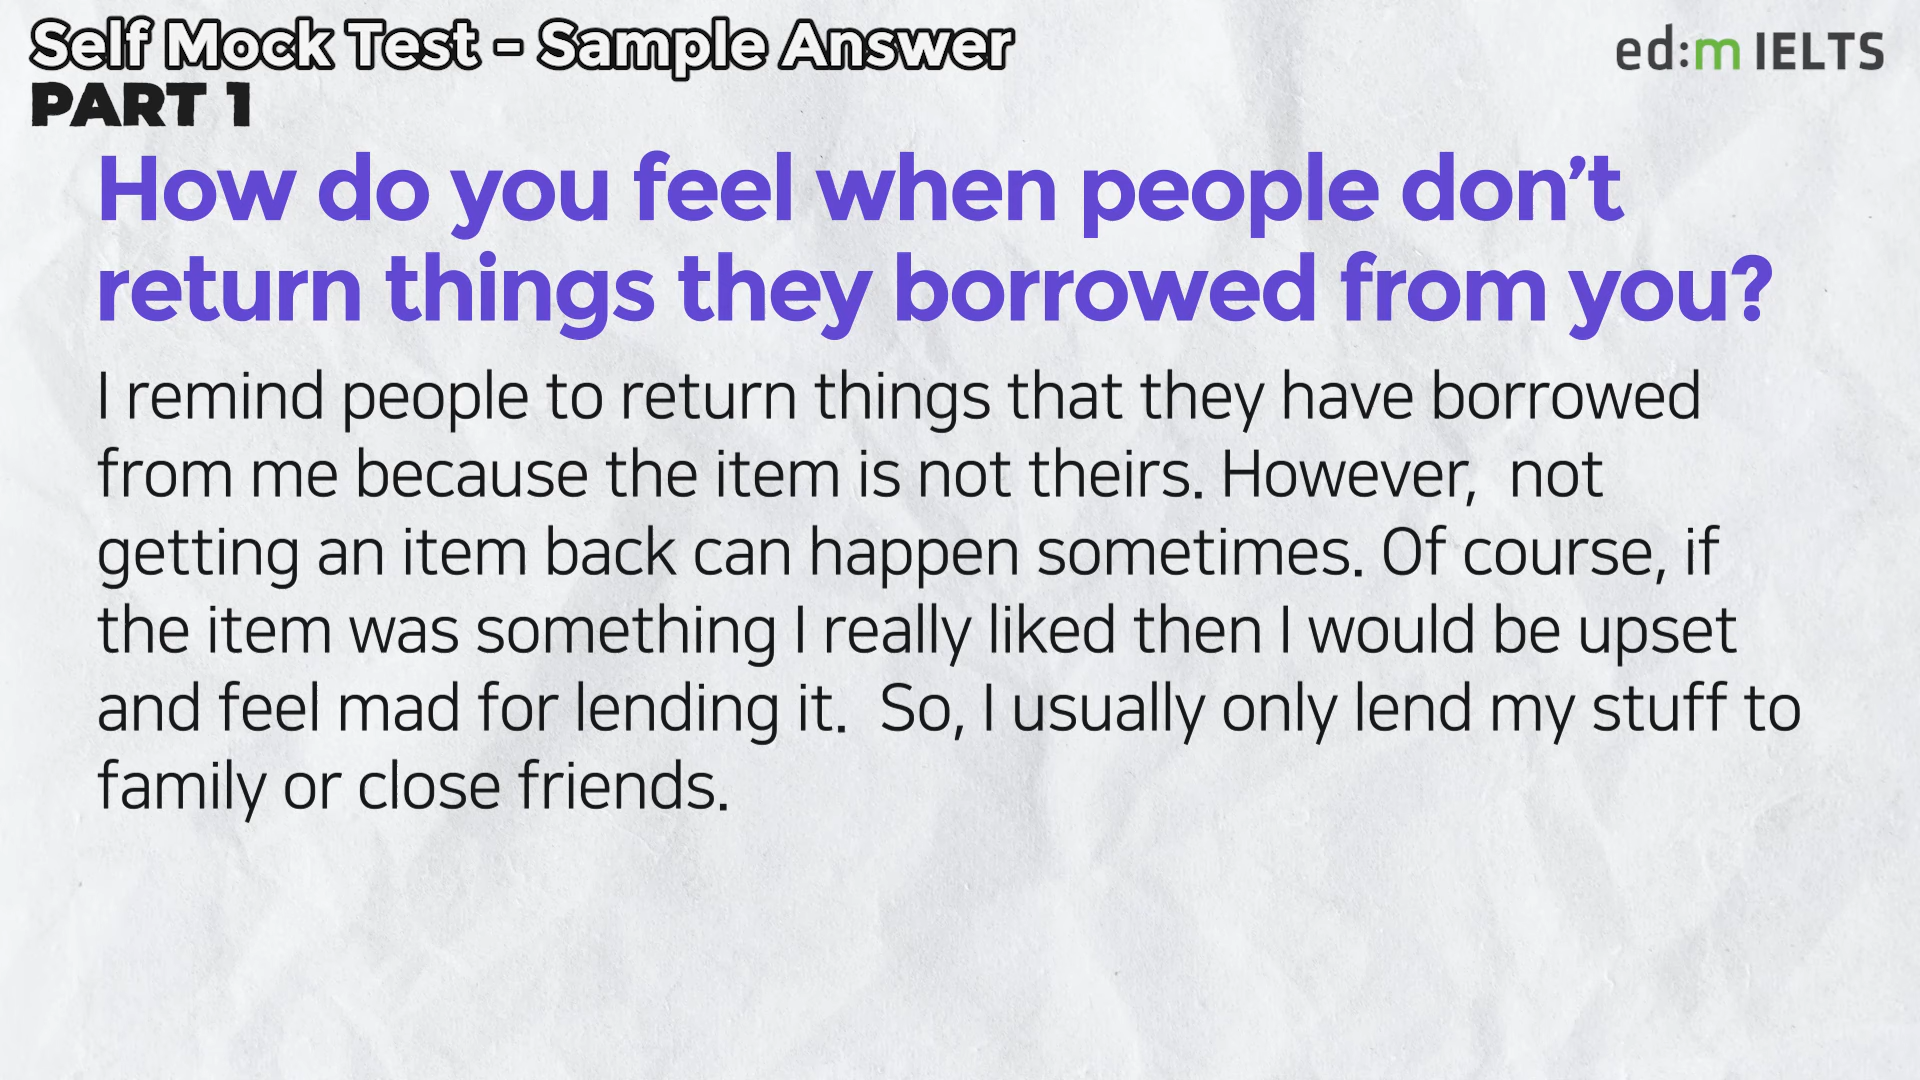 Self Mock Test - Sample Answer
ed:m IELTS
PART 1
How do you feel when people don’t
return things they borrowed from you?
I remind people to return things that they have borrowed
from me because the item is not theirs. However,  not
getting an item back can happen sometimes. Of course, if
the item was something I really liked then I would be upset
and feel mad for lending it.  So, I usually only lend my stuff to
family or close friends.